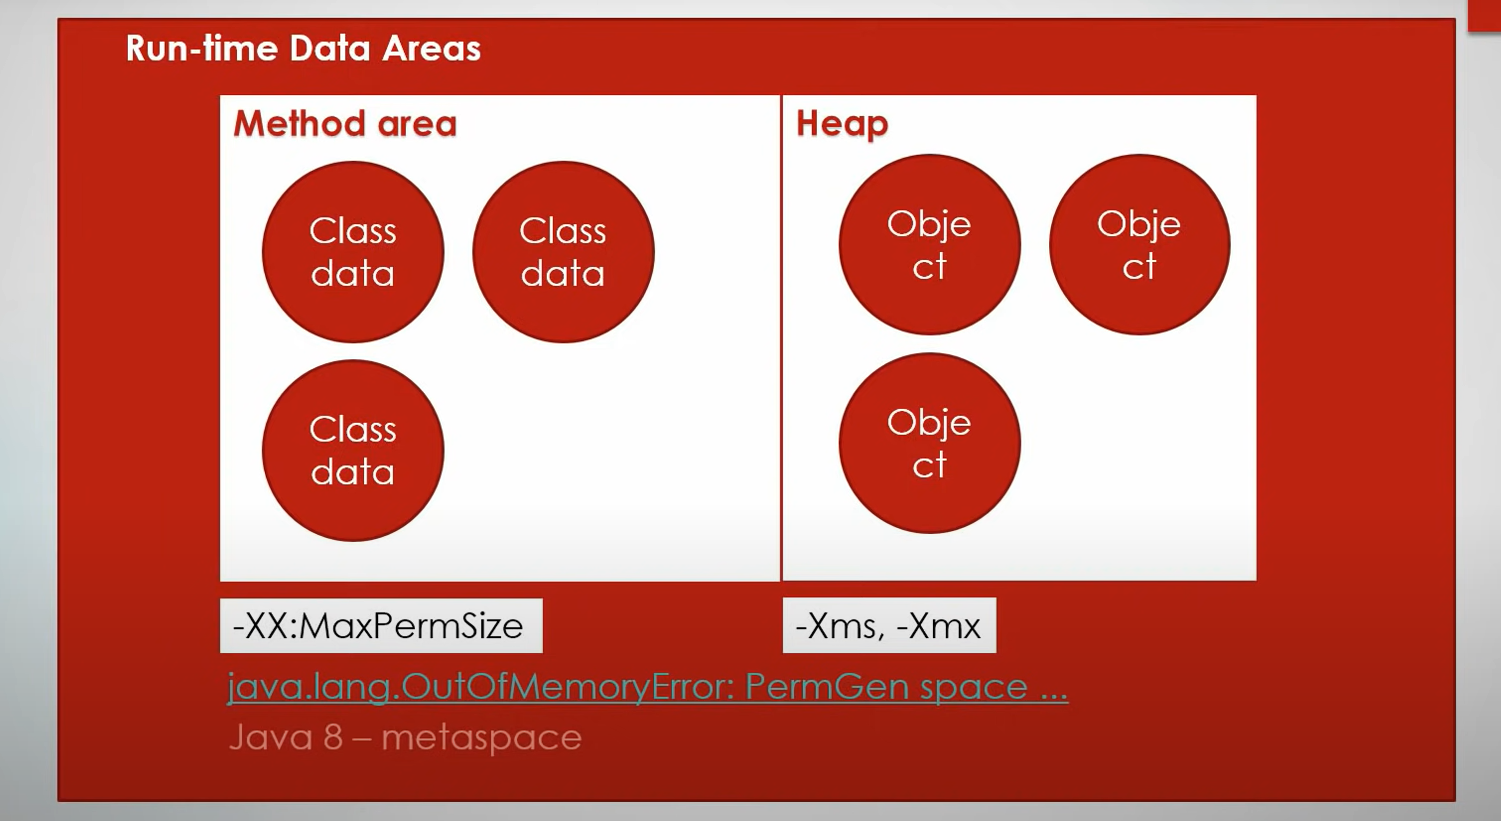 Run-time Data Areas
Method area
Class
data
Class
data
Class
data
Heap
Obje
ct
Obje
ct
Obje
ct
-XX:MaxPermSize
-Xms, -Xmx
java.lang.OutOfMemoryError: PermGen space ...
Java 8 – metaspace